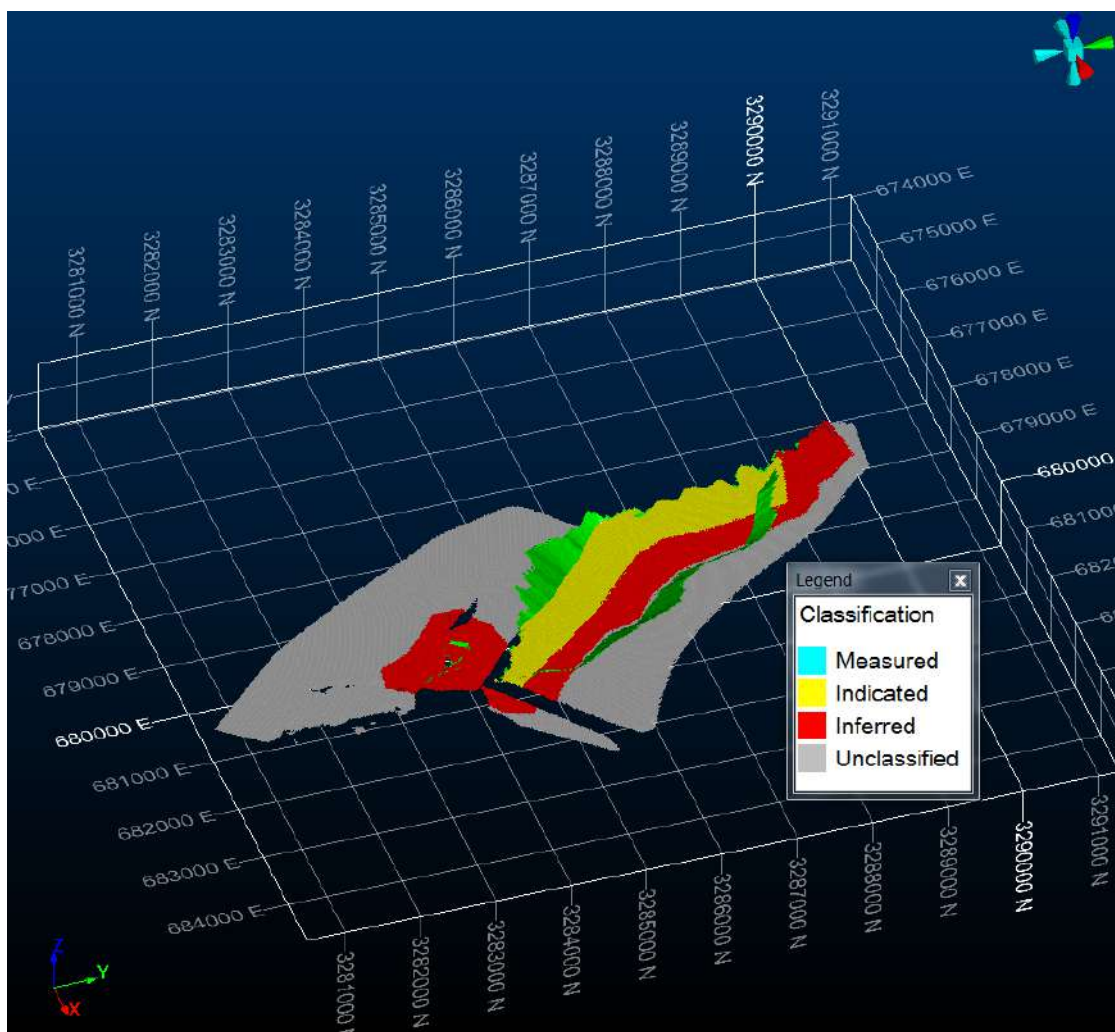 3281000 N
3282000 N
3283000 N
3284000 N
3285000 N
3286000 N
3287000 N
3288000 N
3289000 N
3290000 N
3291000 N
674000 E
675000 E
676000 E
677000 E
678000 E
679000 E
680000
678000 E
679000 E
680000 E
681000 E
682000 E
683000 E
684000 E
Legend
Classification
Measured
Indicated
Inferred
Unclassified
3281000 N
3282000 N
3283000 N
3284000 N
3285000 N
3286000 N
3287000 N
3288000 N
3289000 N
3290000 N
3291000 N
Z
Y
X